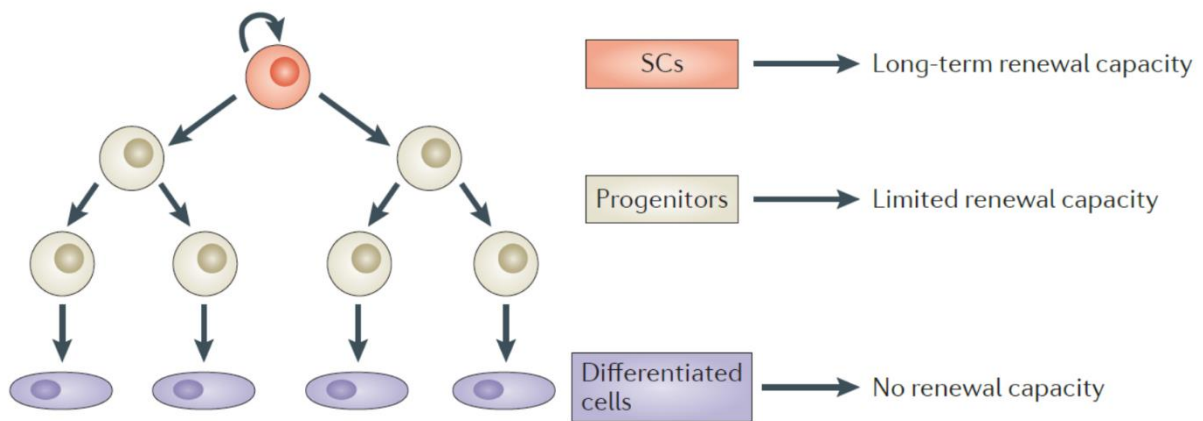 SCs
Long-term renewal capacity
Progenitors
Limited renewal capacity
Differentiated
cells
No renewal capacity